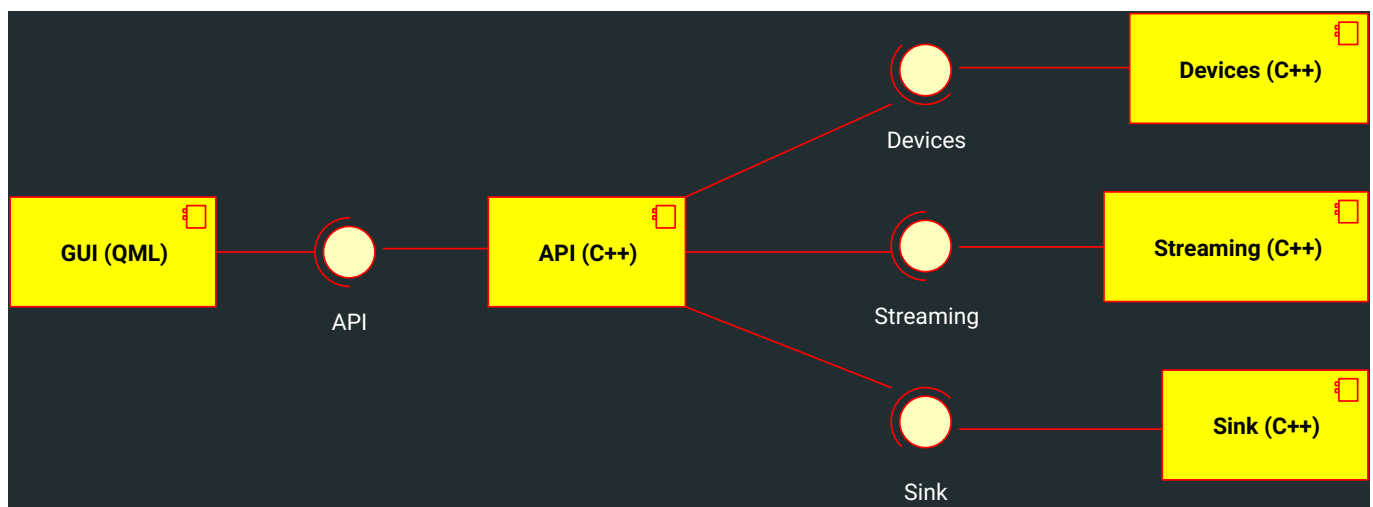 Devices (C++)
Devices
GUI (QML)
API
API (C++)
Streaming (C++)
Streaming
Sink (C++)
Sink